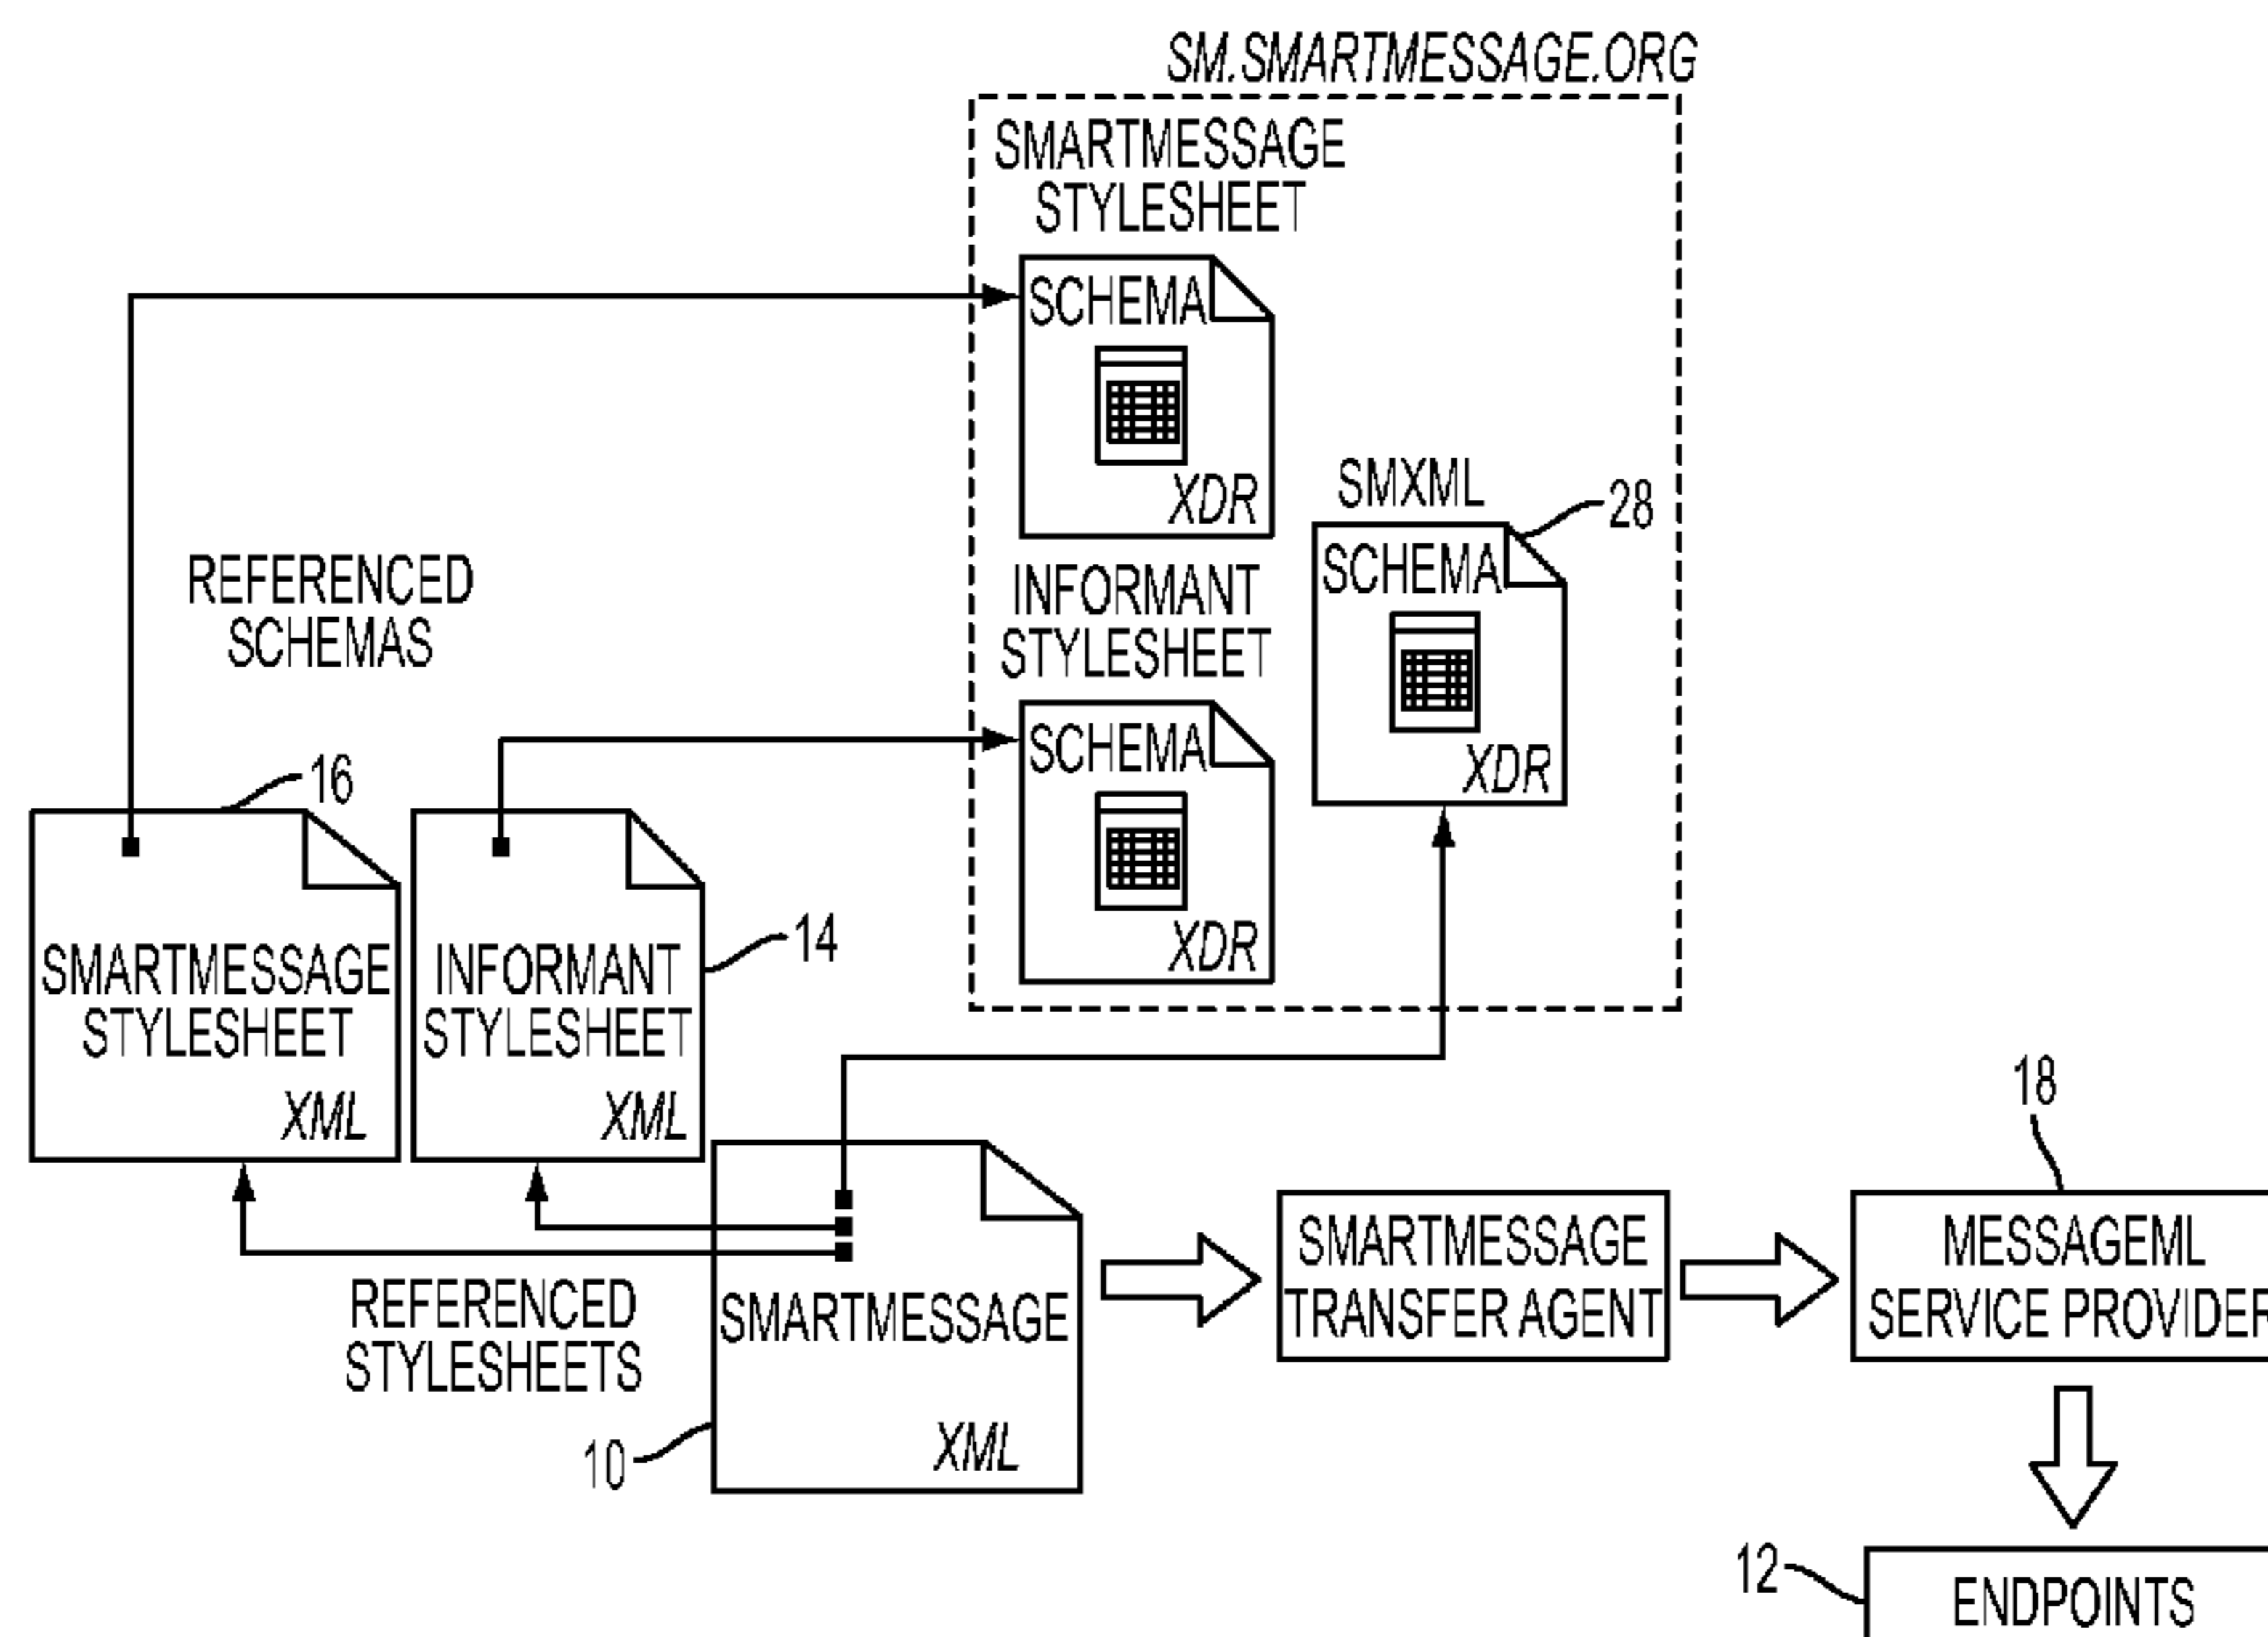 SM.SMARTMESSAGE.ORG
SMARTMESSAGE
STYLESHEET
SCHEMA
XDR
SMXML
28
SCHEMA
XDR
REFERENCED
SCHEMAS
INFORMANT
STYLESHEET
SCHEMA
XDR
16
SMARTMESSAGE
STYLESHEET
XML
14
INFORMANT
STYLESHEET
XML
REFERENCED
STYLESHEETS
10
SMARTMESSAGE
XML
SMARTMESSAGE
TRANSFER AGENT
18
MESSAGEML
SERVICE PROVIDER
12
ENDPOINTS